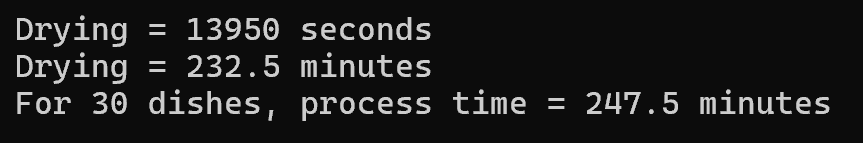 Drying = 13950 seconds
Drying = 232.5 minutes
For 30 dishes, process time = 247.5 minutes